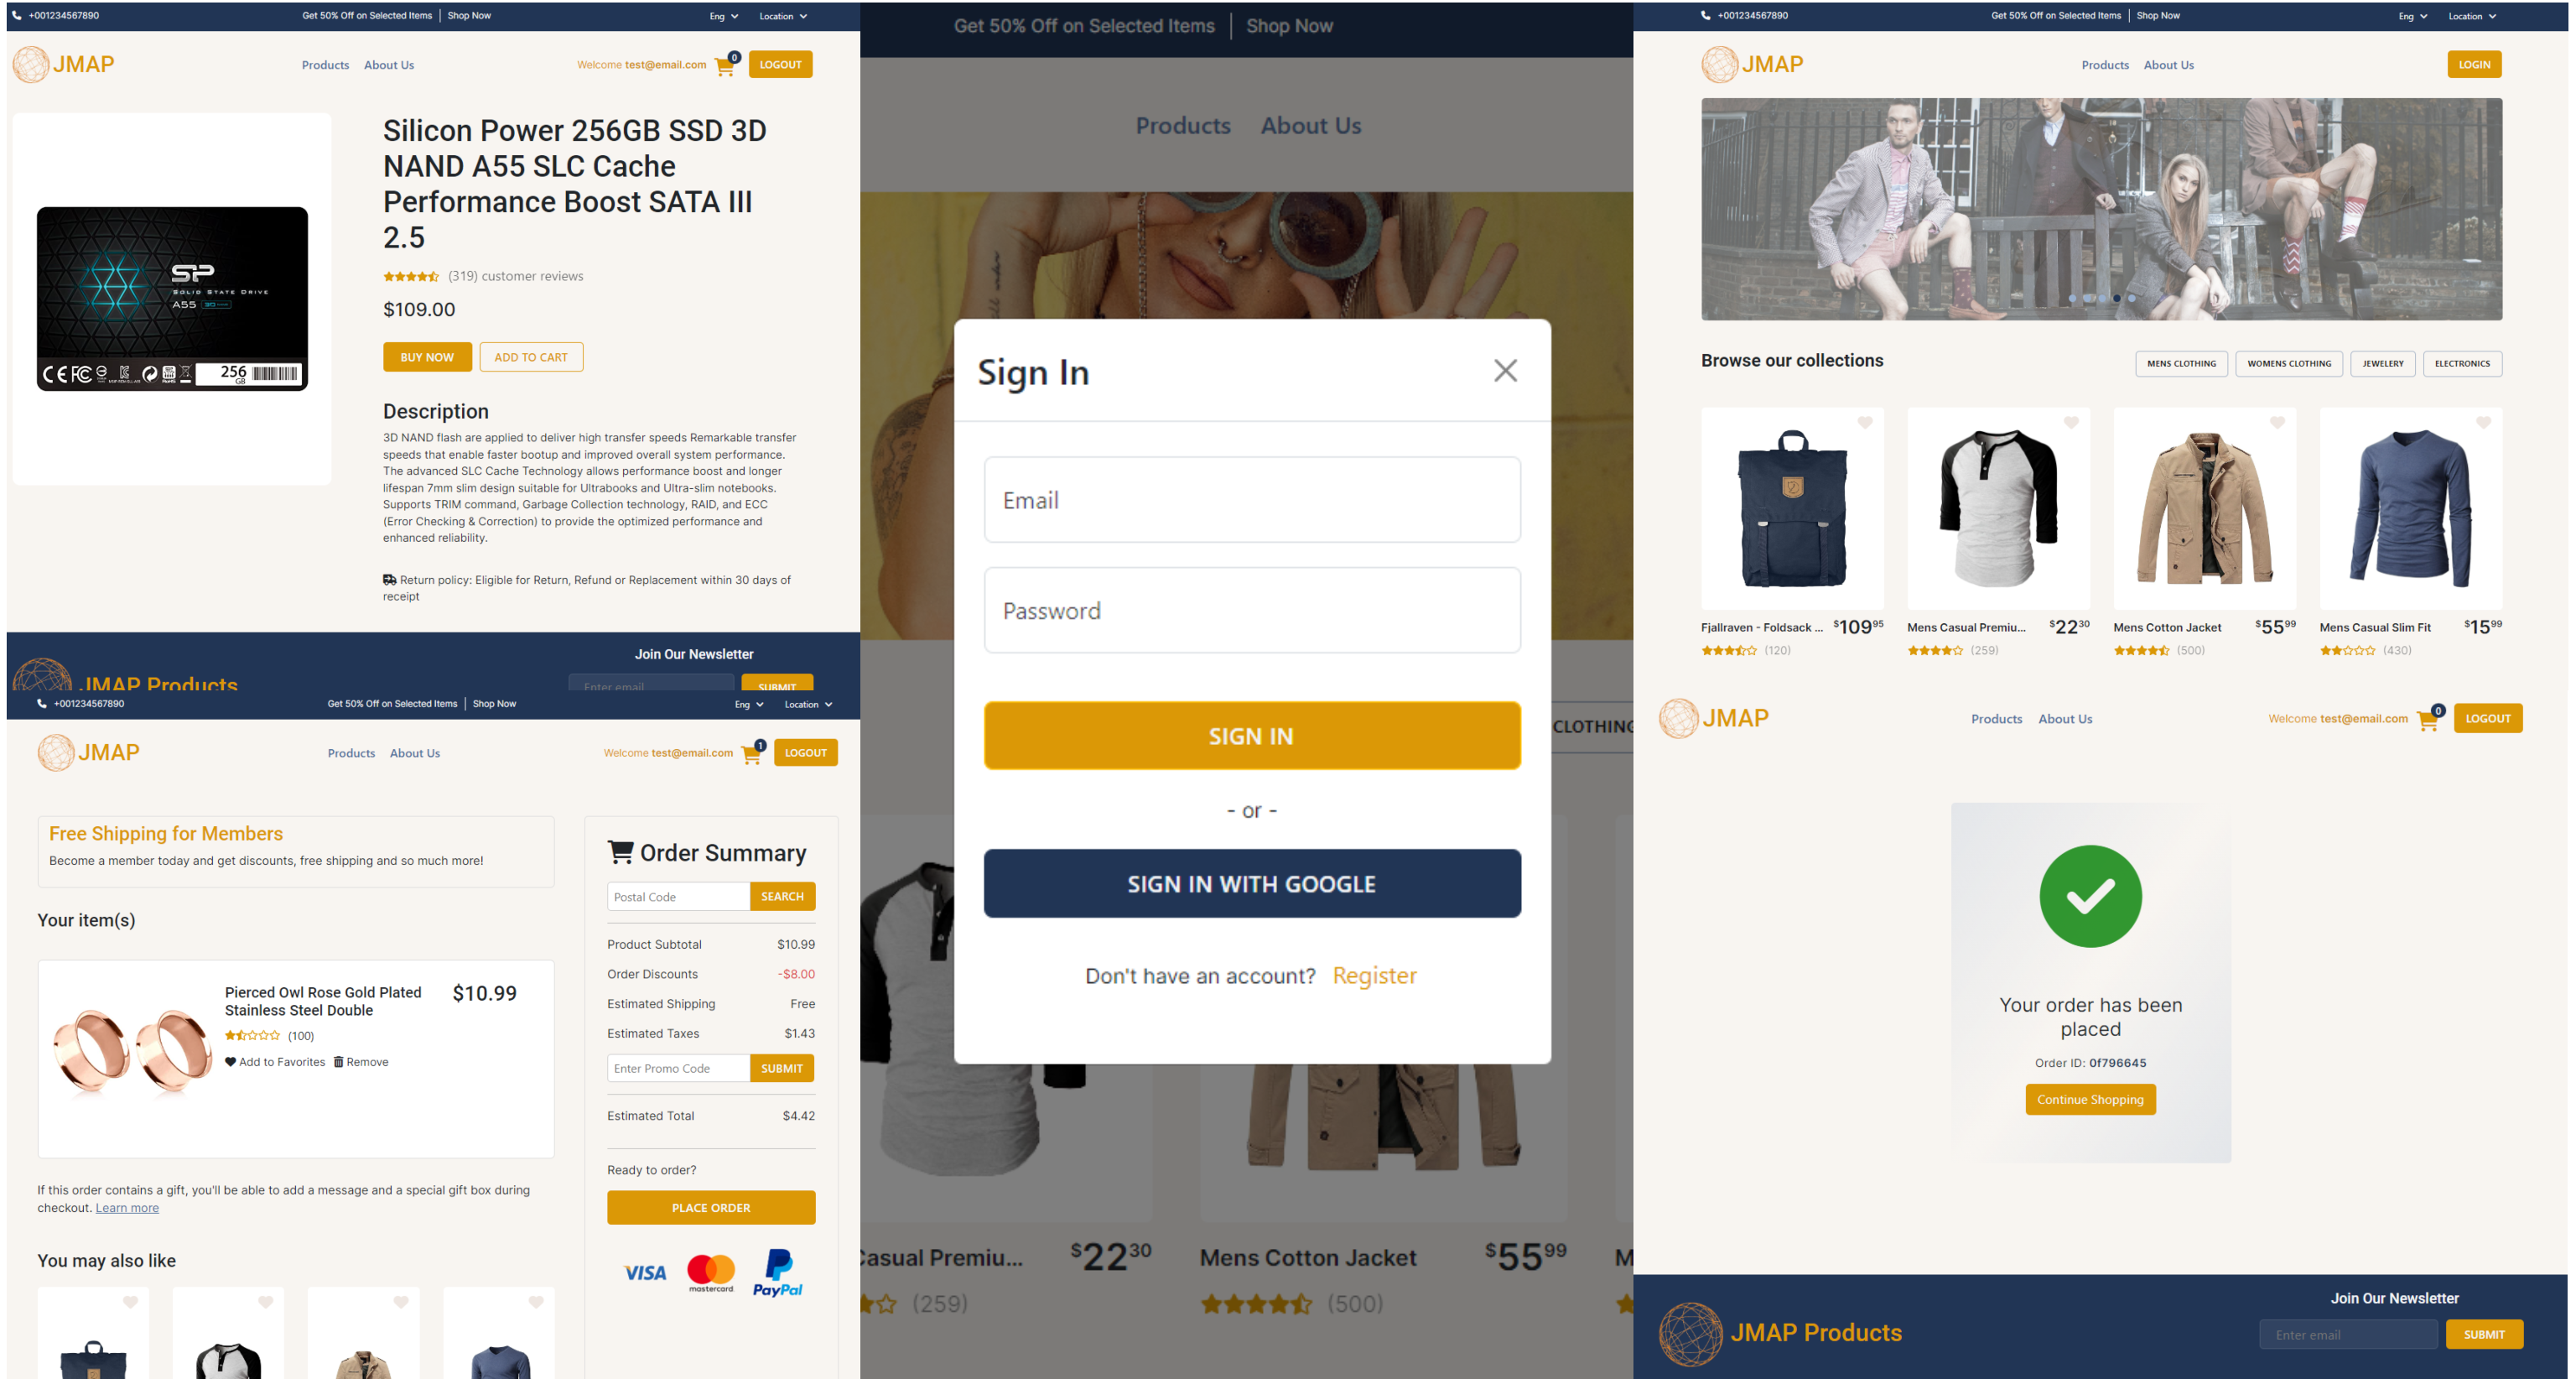 +001234567890
Get 50% Off on Selected Items | Shop Now
Eng
Location
JMAP
Products
About Us
Welcome test@email.com
0
LOGOUT
SP
SOLID STATE DRIVE
A55
256
GB
Silicon Power 256GB SSD 3D
NAND A55 SLC Cache
Performance Boost SATA III
2.5
(319) customer reviews
$109.00
BUY NOW
ADD TO CART
Description
3D NAND flash are applied to deliver high transfer speeds Remarkable transfer
speeds that enable faster bootup and improved overall system performance.
The advanced SLC Cache Technology allows performance boost and longer
lifespan 7mm slim design suitable for Ultrabooks and Ultra-slim notebooks.
Supports TRIM command, Garbage Collection technology, RAID, and ECC
(Error Checking & Correction) to provide the optimized performance and
enhanced reliability.
Return policy: Eligible for Return, Refund or Replacement within 30 days of
receipt
JMAP Products
Join Our Newsletter
Enter email
SUBMIT
+001234567890
Get 50% Off on Selected Items | Shop Now
Eng
Location
JMAP
Products
About Us
Welcome test@email.com
1
LOGOUT
Free Shipping for Members
Become a member today and get discounts, free shipping and so much more!
Your item(s)
Pierced Owl Rose Gold Plated
Stainless Steel Double
$10.99
(100)
Add to Favorites
Remove
If this order contains a gift, you'll be able to add a message and a special gift box during
checkout. Learn more
You may also like
Order Summary
Postal Code
SEARCH
Product Subtotal $10.99
Order Discounts -$8.00
Estimated Shipping Free
Estimated Taxes $1.43
Enter Promo Code
SUBMIT
Estimated Total $4.42
Ready to order?
PLACE ORDER
VISA
mastercard
PayPal
Get 50% Off on Selected Items | Shop Now
Products
About Us
Sign In
Email
Password
SIGN IN
- or -
SIGN IN WITH GOOGLE
Don't have an account? Register
CLOTHING
Casual Premiu... $22 30
(259)
Mens Cotton Jacket $55 99
(500)
M
+001234567890
Get 50% Off on Selected Items | Shop Now
Eng
Location
JMAP
Products
About Us
LOGIN
Browse our collections
MENS CLOTHING
WOMENS CLOTHING
JEWELERY
ELECTRONICS
Fjallraven - Foldsack ... $109 95
(120)
Mens Casual Premiu... $22 30
(259)
Mens Cotton Jacket $55 99
(500)
Mens Casual Slim Fit $15 99
(430)
JMAP
Products
About Us
Welcome test@email.com
0
LOGOUT
Your order has been
placed
Order ID: 0f796645
Continue Shopping
JMAP Products
Join Our Newsletter
Enter email
SUBMIT